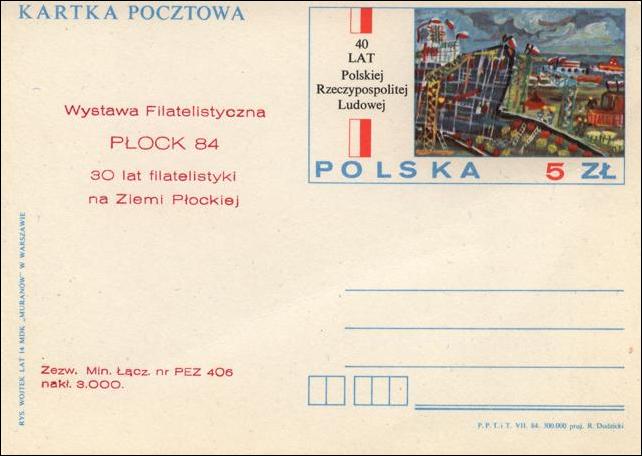 KARTKA POCZTOWA
40
LAT
Polskiej
Rzeczypospolitej
Ludowej
POLSKA 5 ZŁ
Wystawa Filatelistyczna
PŁOCK 84
30 lat filatelistyki
na Ziemi Płockiej
RYS. WOJTEK LAT 14 MDK „MURANÓW" W WARSZAWIE
Zezw. Min. Łącz. nr PEZ 406
nakł. 3.000.
P. P. T. i T. VII. 84. 300.000 proj. R. Dudzicki